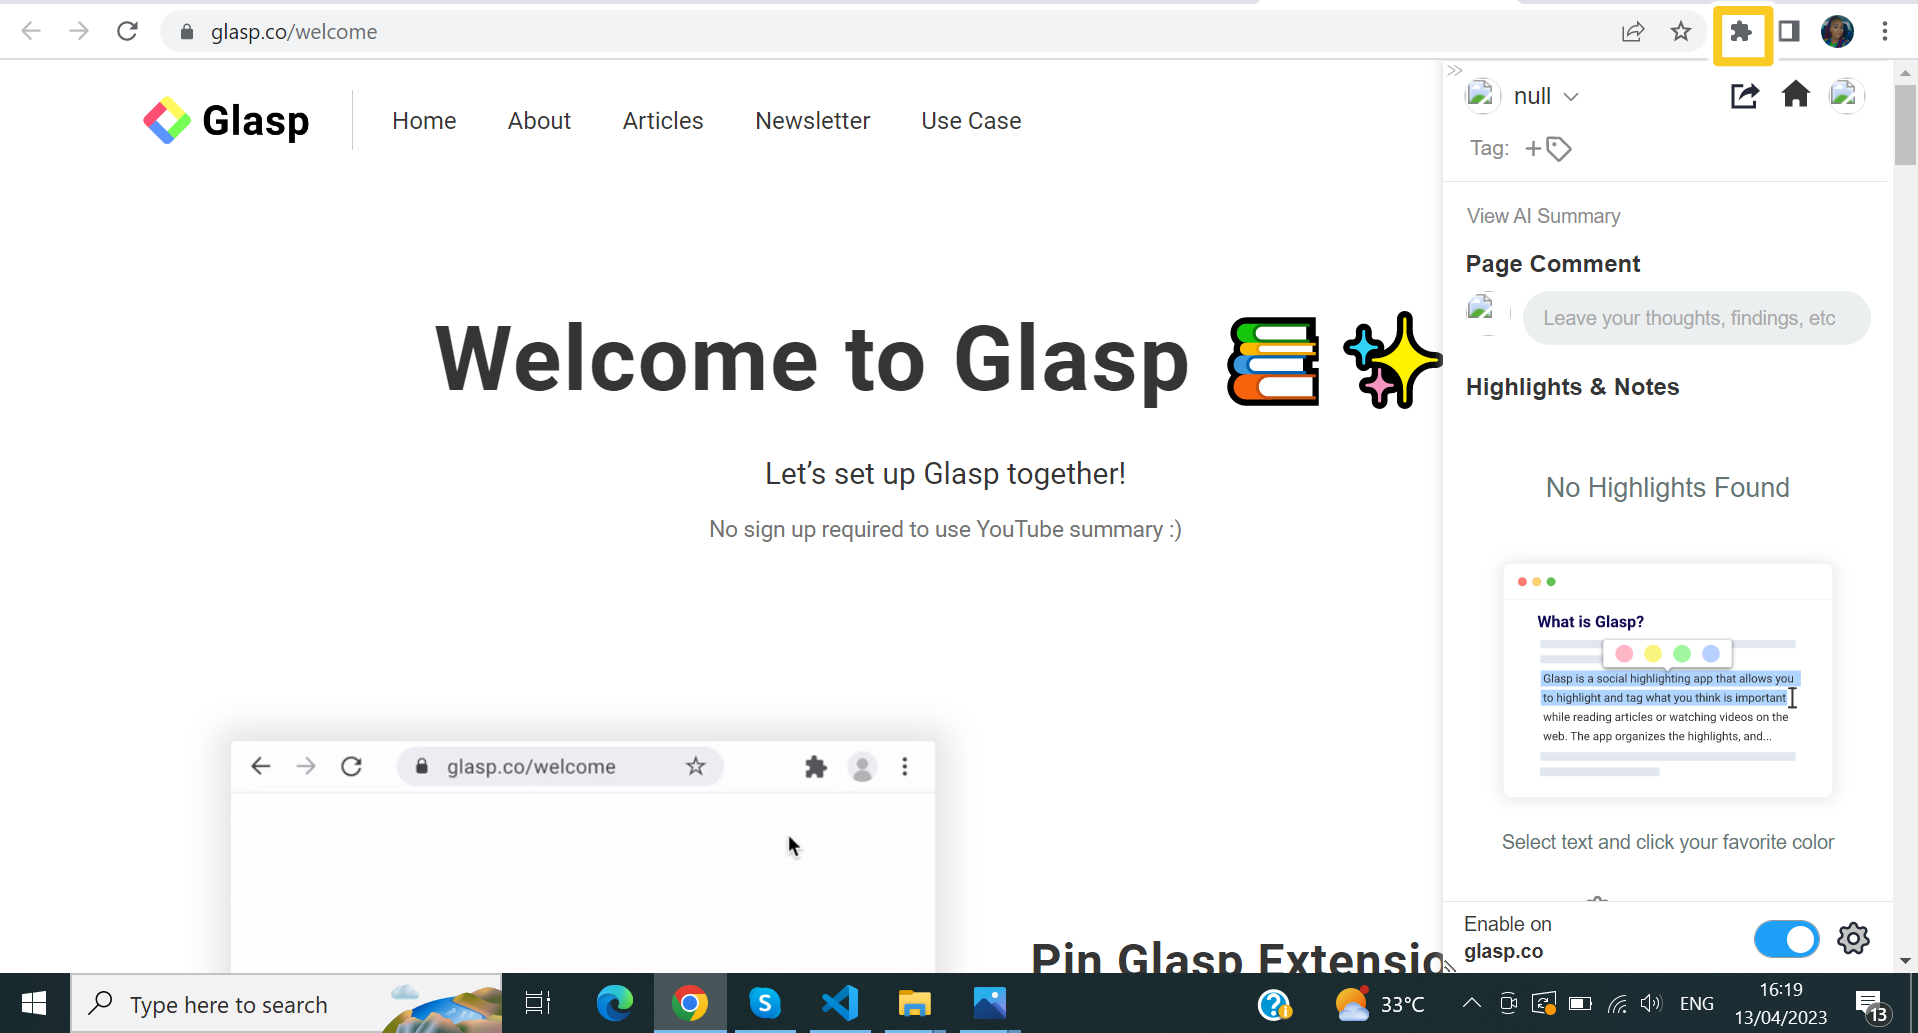 glasp.co/welcome
Glasp
Home About Articles Newsletter Use Case
Welcome to Glasp
Let’s set up Glasp together!
No sign up required to use YouTube summary :)
glasp.co/welcome
Pin Glasp Extensio
null
Tag: +
View AI Summary
Page Comment
Leave your thoughts, findings, etc
Highlights & Notes
No Highlights Found
What is Glasp?
Glasp is a social highlighting app that allows you
to highlight and tag what you think is important
while reading articles or watching videos on the
web. The app organizes the highlights, and...
Select text and click your favorite color
Enable on
glasp.co
Type here to search
33°C
ENG
16:19
13/04/2023
13